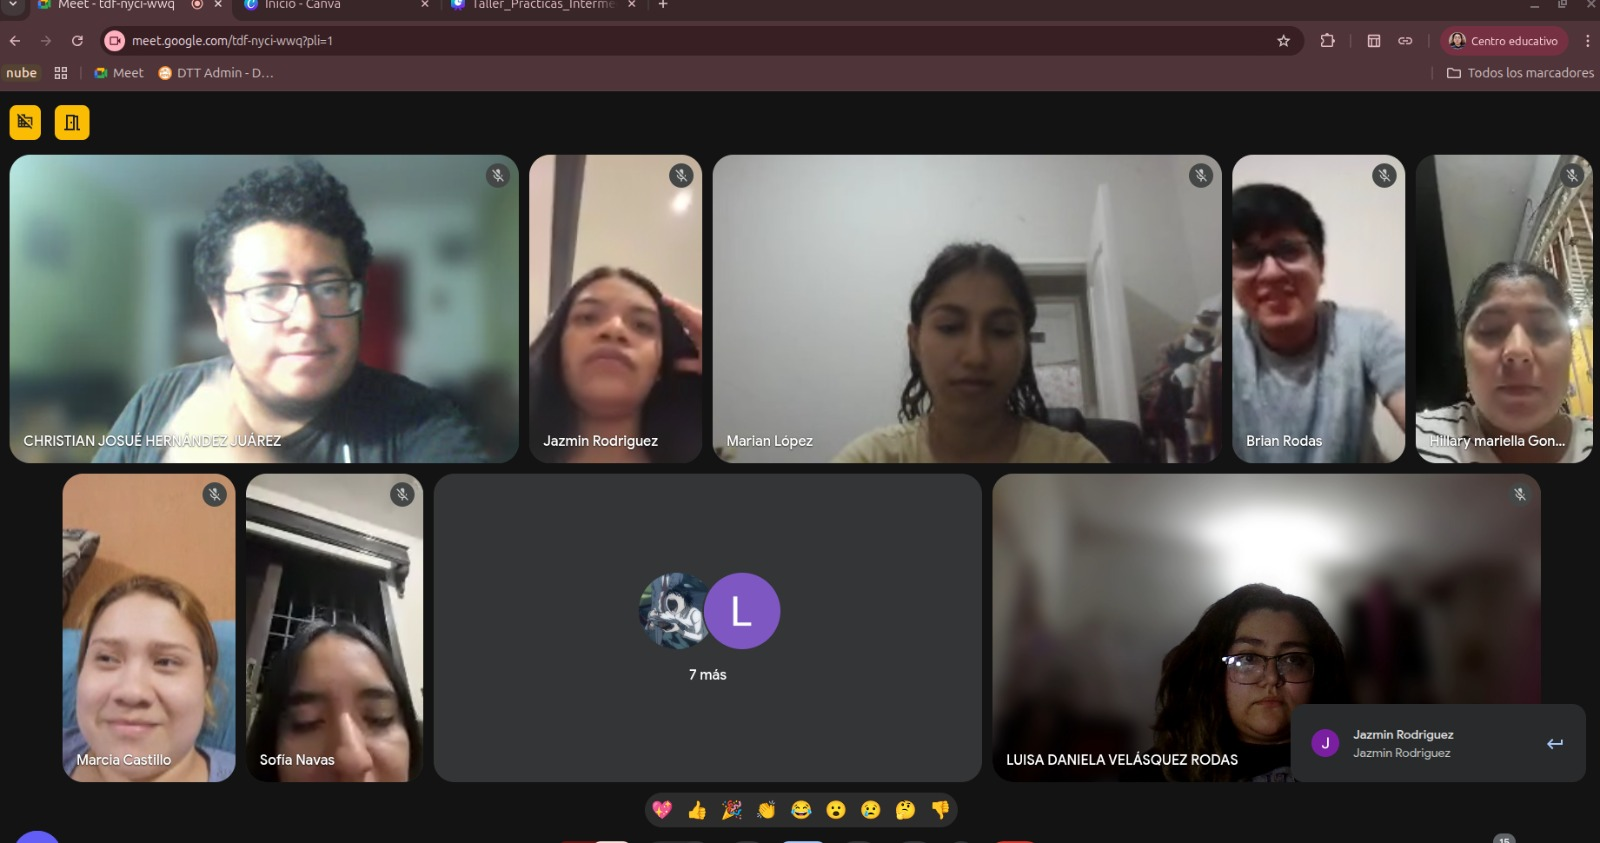 Meet - tdf-nyci-wwq
Inicio - Canva
Taller_Practicas_Interme
meet.google.com/tdf-nyci-wwq?pli=1
Centro educativo
nube
Meet
DTT Admin - D...
Todos los marcadores
CHRISTIAN JOSUÉ HERNÁNDEZ JUÁREZ
Jazmin Rodriguez
Marian López
Brian Rodas
Hillary mariella Gon...
Marcia Castillo
Sofía Navas
L
7 más
LUISA DANIELA VELÁSQUEZ RODAS
J
Jazmin Rodriguez
Jazmin Rodriguez
15